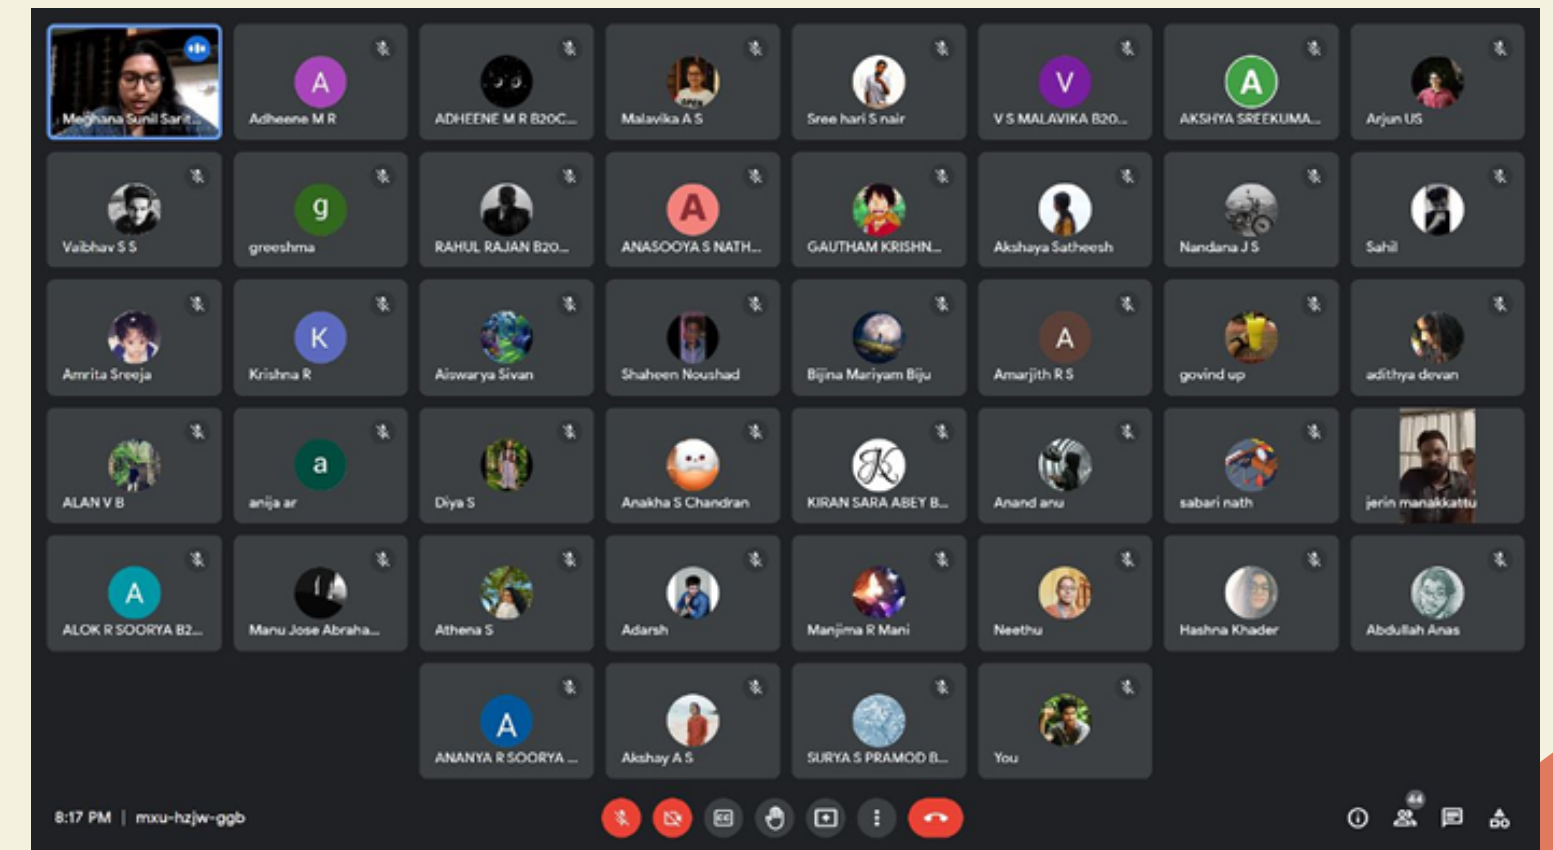 Meghana Sunil Sarit...
A
Adheene M R
ADHEENE M R B20C...
OPEN
Malavika A S
Sree hari S nair
V
V S MALAVIKA B20...
A
AKSHYA SREEKUMA...
Arjun US
Vaibhav S S
g
greeshma
RAHUL RAJAN B20...
A
ANASOOYA S NATH...
GAUTHAM KRISHN...
Akshaya Satheesh
Nandana J S
Sahil
Amrita Sreeja
K
Krishna R
Aiswarya Sivan
Shaheen Noushad
Bijina Mariyam Biju
A
Amarjith R S
govind up
adithya devan
ALAN V B
a
anija ar
Diya S
Anakha S Chandran
JK
KIRAN SARA ABEY B...
Anand anu
sabari nath
jerin manakkattu
A
ALOK R SOORYA B2...
Manu Jose Abraha...
Athena S
Adarsh
Manjima R Mani
Neethu
Hashna Khader
Abdullah Anas
A
ANANYA R SOORYA ...
Akshay A S
SURYA S PRAMOD B...
You
8:17 PM | mxu-hzjw-ggb
CC
44